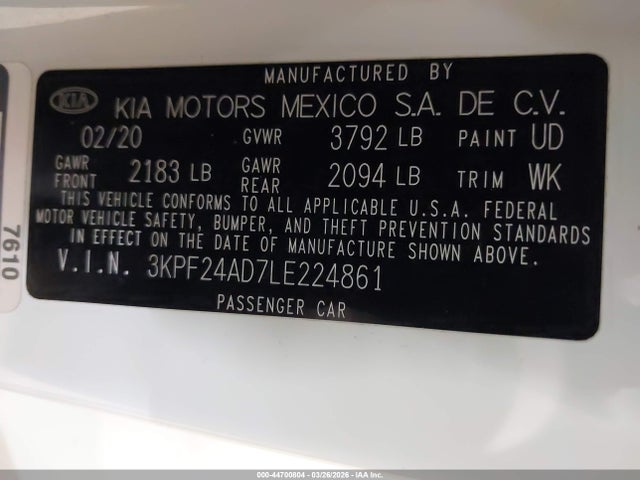 MANUFACTURED BY
KIA KIA MOTORS MEXICO S.A. DE C.V.
02/20 GVWR 3792 LB PAINT UD
GAWR FRONT 2183 LB GAWR REAR 2094 LB TRIM WK
THIS VEHICLE CONFORMS TO ALL APPLICABLE U.S.A. FEDERAL
MOTOR VEHICLE SAFETY, BUMPER, AND THEFT PREVENTION STANDARDS
IN EFFECT ON THE DATE OF MANUFACTURE SHOWN ABOVE.
V.I.N. 3KPF24AD7LE224861
PASSENGER CAR
7610
000-44700804 - 03/26/2026 - IAA Inc.